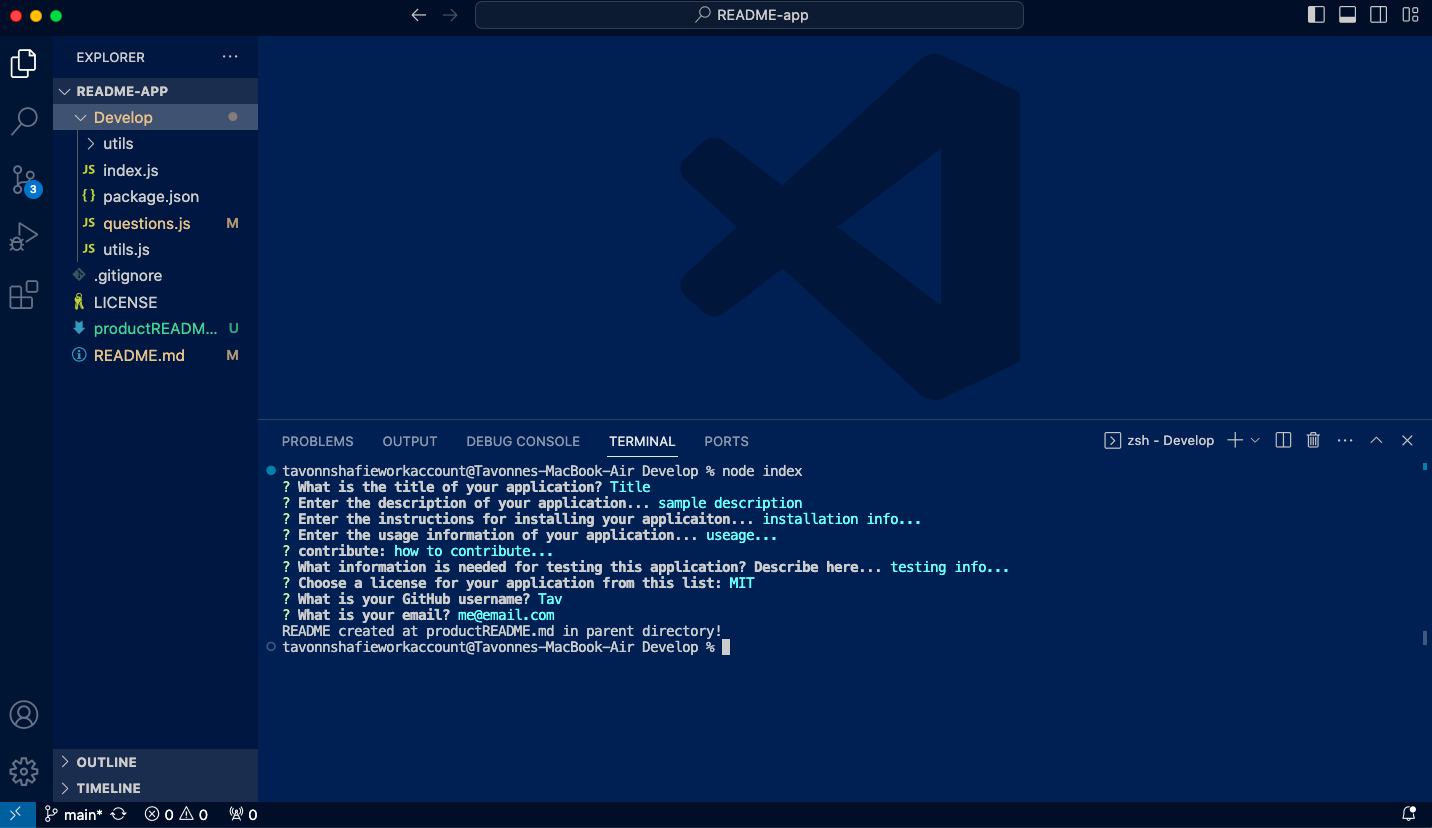 README-app
EXPLORER
README-APP
Develop
utils
JS index.js
{} package.json
JS questions.js M
JS utils.js
.gitignore
LICENSE
productREADM... U
README.md M
3
OUTLINE
TIMELINE
PROBLEMS OUTPUT DEBUG CONSOLE TERMINAL PORTS
zsh - Develop
tavonnshafieworkaccount@Tavonnes-MacBook-Air Develop % node index
? What is the title of your application? Title
? Enter the description of your application... sample description
? Enter the instructions for installing your applicaiton... installation info...
? Enter the usage information of your application... useage...
? contribute: how to contribute...
? What information is needed for testing this application? Describe here... testing info...
? Choose a license for your application from this list: MIT
? What is your GitHub username? Tav
? What is your email? me@email.com
README created at productREADME.md in parent directory!
tavonnshafieworkaccount@Tavonnes-MacBook-Air Develop %
main* 0 0 0